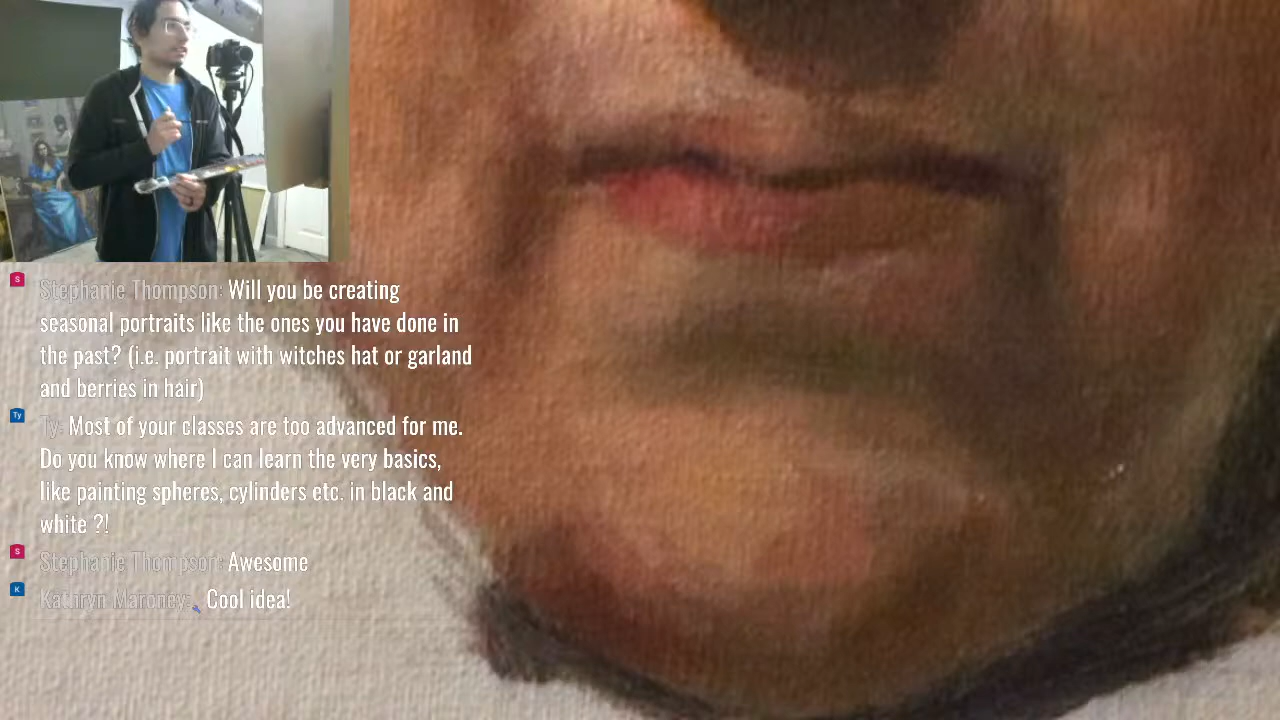 S Stephanie Thompson: Will you be creating
seasonal portraits like the ones you have done in
the past? (i.e. portrait with witches hat or garland
and berries in hair)
Ty Ty: Most of your classes are too advanced for me.
Do you know where I can learn the very basics,
like painting spheres, cylinders etc. in black and
white ?!
S Stephanie Thompson: Awesome
K Kathryn Maroney: Cool idea!